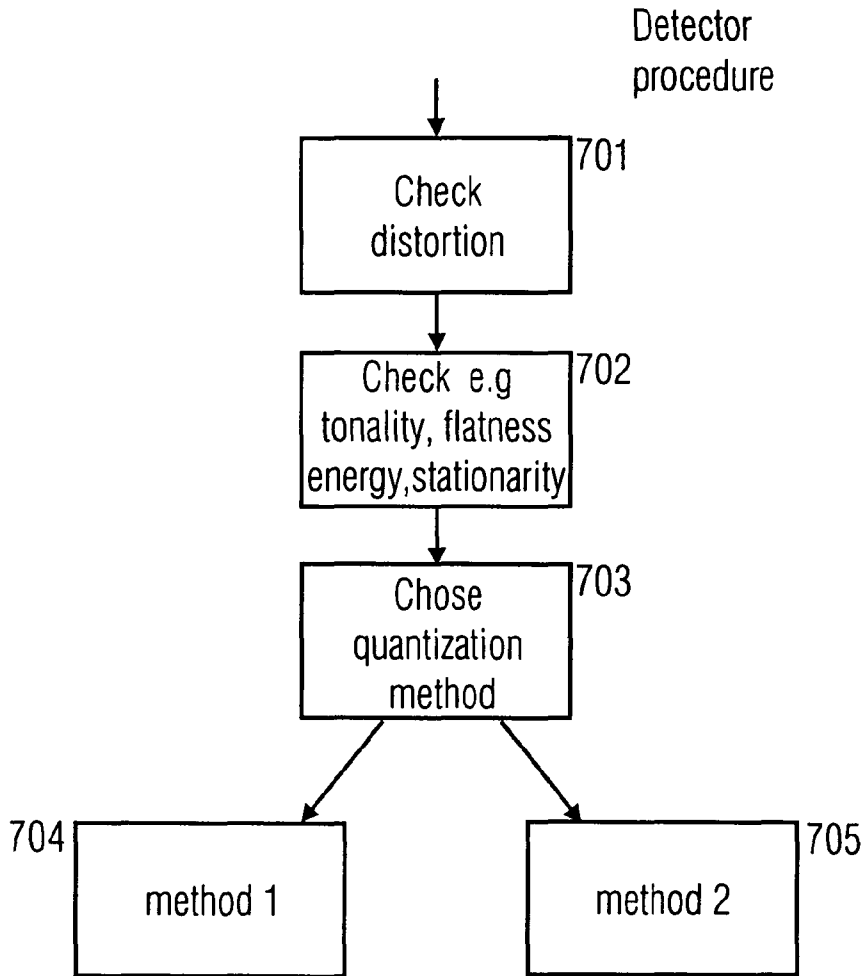 Detector
procedure
701
Check
distortion
702
Check e.g
tonality, flatness
energy,stationarity
703
Chose
quantization
method
704
method 1
705
method 2